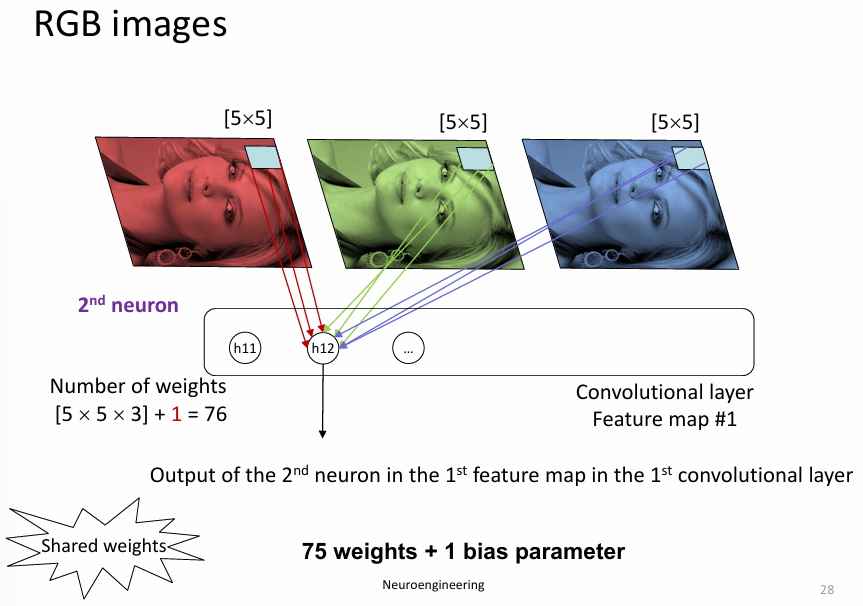 RGB images
[5×5]
[5×5]
[5×5]
2nd neuron
h11
h12
...
Number of weights
[5 × 5 × 3] + 1 = 76
Convolutional layer
Feature map #1
Output of the 2nd neuron in the 1st feature map in the 1st convolutional layer
Shared weights
75 weights + 1 bias parameter
Neuroengineering
28